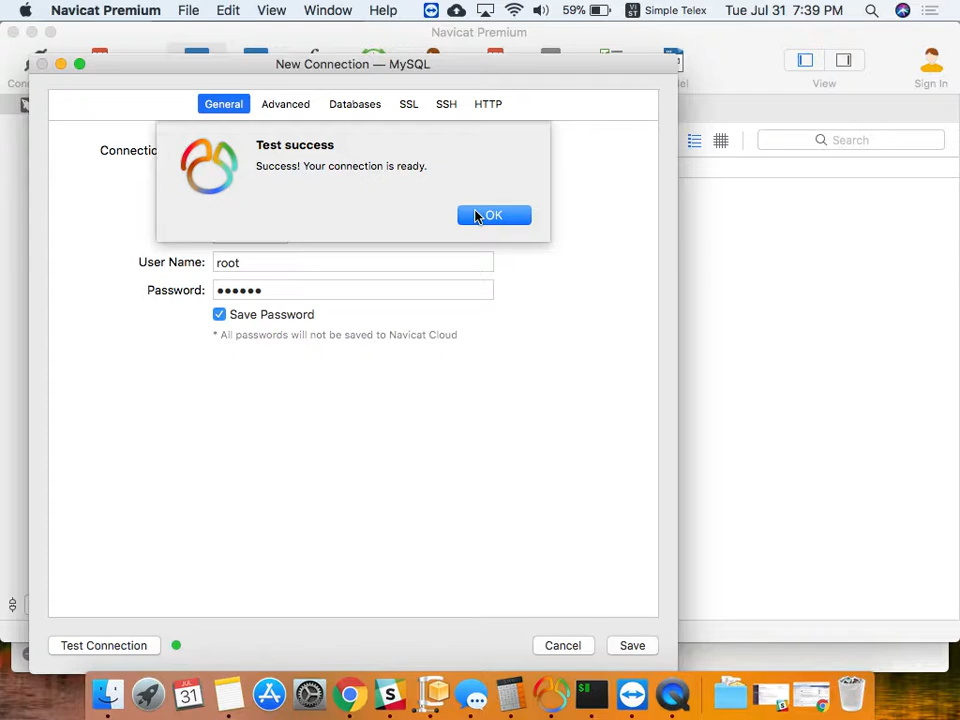 Navicat Premium File Edit View Window Help 59% VI ST Simple Telex Tue Jul 31 7:39 PM
Navicat Premium
View
Sign In
New Connection — MySQL
General Advanced Databases SSL SSH HTTP
Search
Test success
Success! Your connection is ready.
OK
User Name: root
Password: ••••••
Save Password
* All passwords will not be saved to Navicat Cloud
Test Connection Cancel Save
31